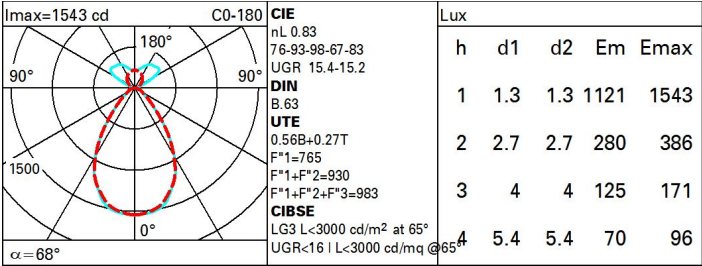 Imax=1543 cd C0-180
180°
90° 90°
1500
0°
α=68°
CIE
nL 0.83
76-93-98-67-83
UGR 15.4-15.2
DIN
B.63
UTE
0.56B+0.27T
F"1=765
F"1+F"2=930
F"1+F"2+F"3=983
CIBSE
LG3 L<3000 cd/m² at 65°
UGR<16 | L<3000 cd/mq @65°
Lux
h d1 d2 Em Emax
1 1.3 1.3 1121 1543
2 2.7 2.7 280 386
3 4 4 125 171
4 5.4 5.4 70 96